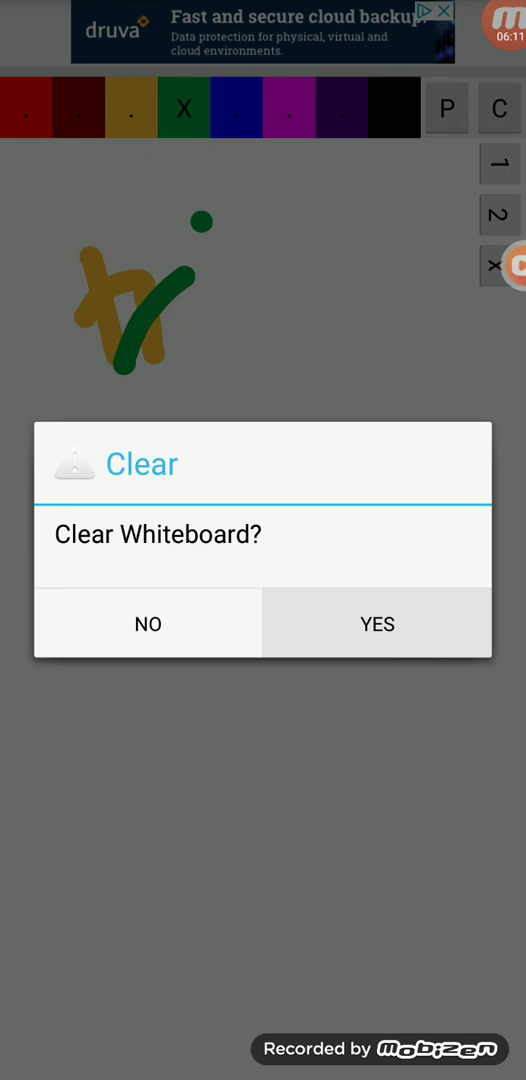 druva
Fast and secure cloud backup.
Data protection for physical, virtual and
cloud environments.
06:11
. . . X . . .
P C
1
2
x
Clear
Clear Whiteboard?
NO YES
Recorded by mobizen